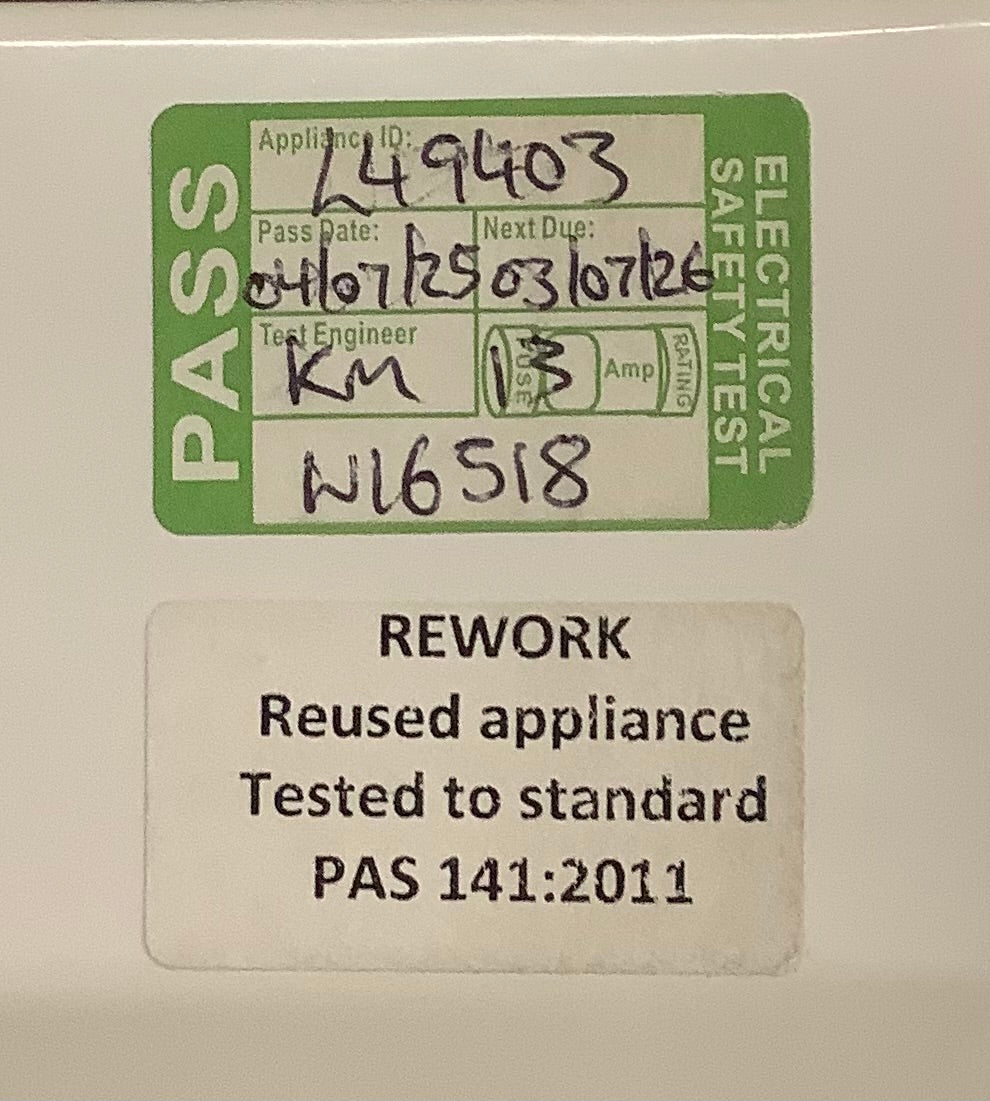 PASS
Appliance ID:
L49403
Pass Date:
04/07/25
Next Due:
03/07/26
Test Engineer
KM
FUSE
13
Amp
RATING
W16518
ELECTRICAL
SAFETY TEST
REWORK
Reused appliance
Tested to standard
PAS 141:2011